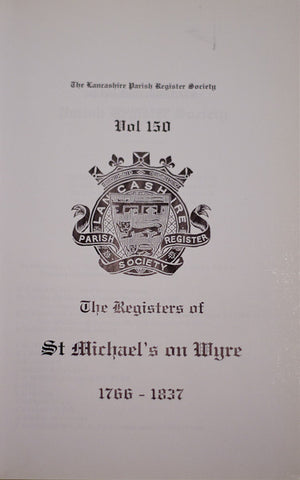 The Lancashire Parish Register Society
Vol 150
LANCASHIRE
PARISH REGISTER
SOCIETY
The Registers of
St Michael's on Wyre
1766 - 1837